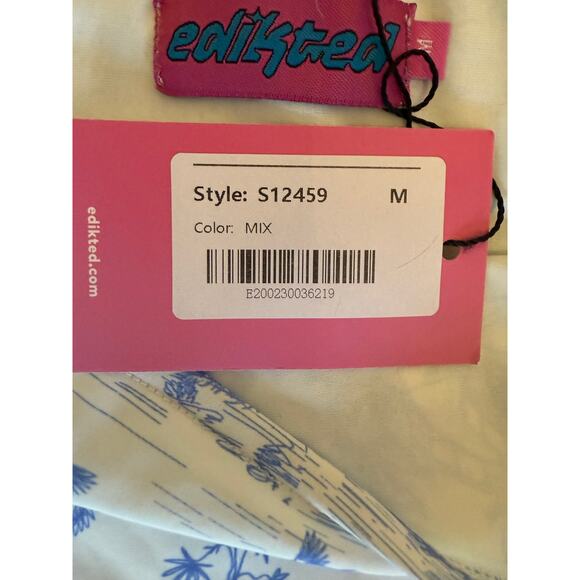 edikted
M
Style: S12459 M
Color: MIX
E200230036219
edikted.com